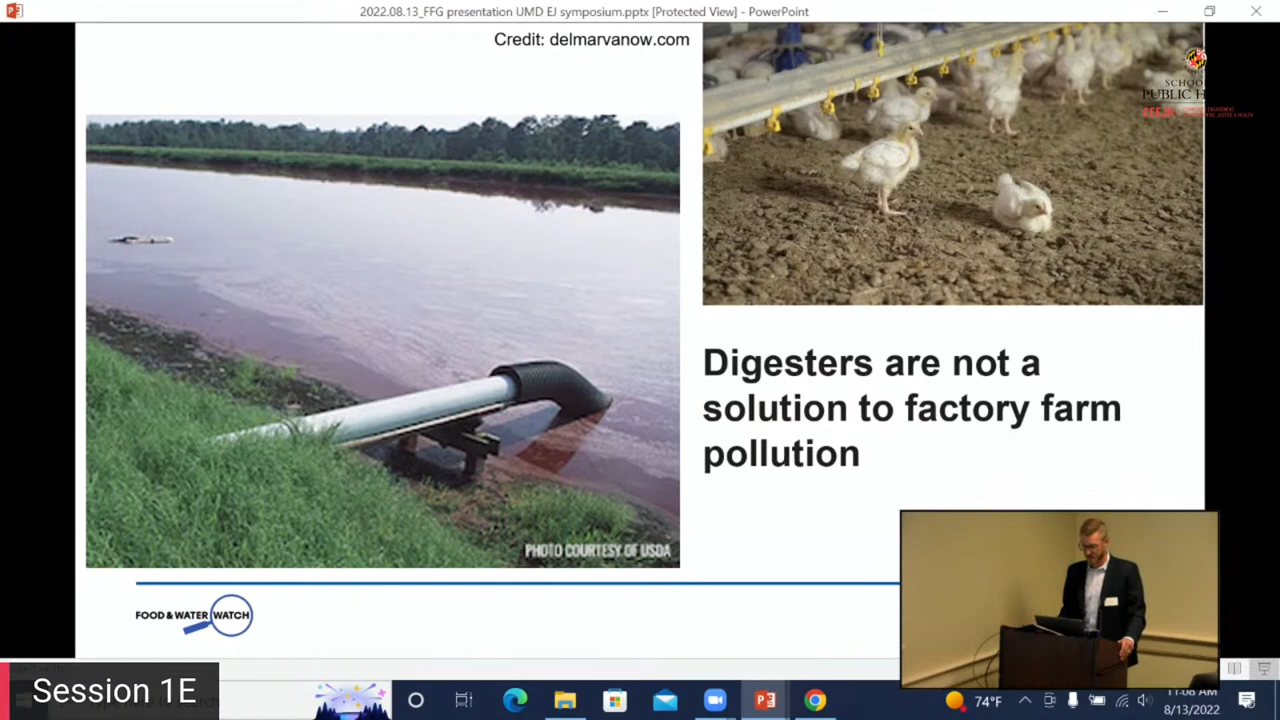 2022.08.13_FFG presentation UMD EJ symposium.pptx [Protected View] - PowerPoint
Credit: delmarvanow.com
SCHOO
PUBLIC H
PHOTO COURTESY OF USDA
Digesters are not a
solution to factory farm
pollution
FOOD & WATER WATCH
Session 1E
74°F
11:08 AM
8/13/2022